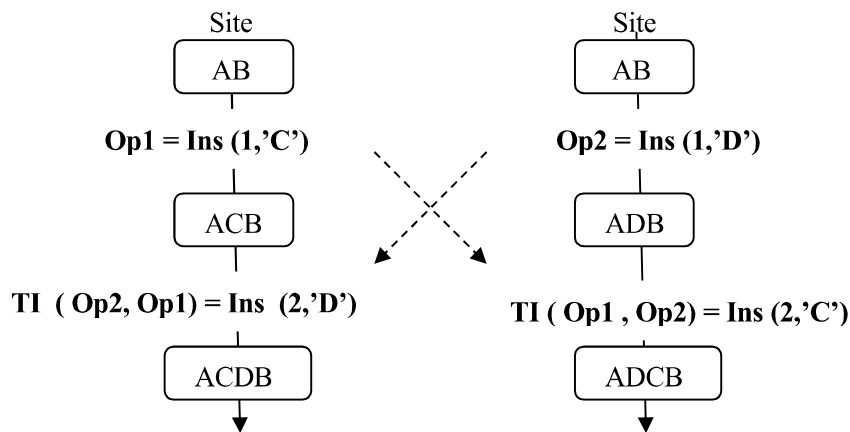 Site
AB
Op1 = Ins (1,’C’)
ACB
TI ( Op2, Op1) = Ins (2,’D’)
ACDB
Site
AB
Op2 = Ins (1,’D’)
ADB
TI ( Op1 , Op2) = Ins (2,’C’)
ADCB